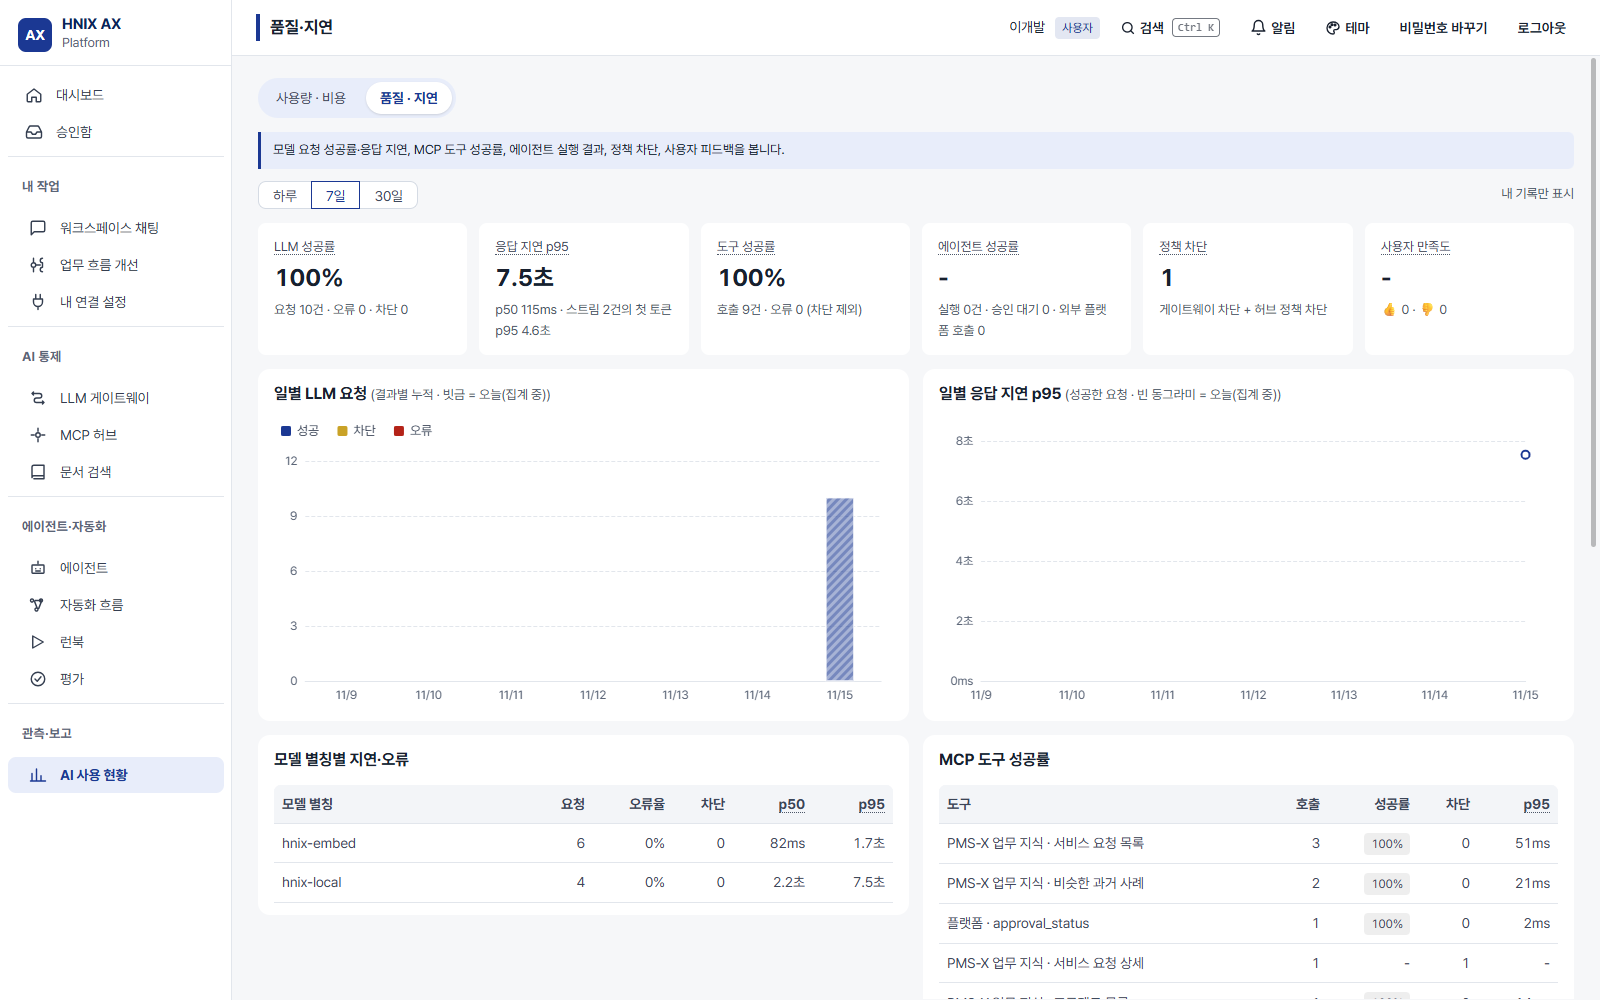 AX
HNIX AX
Platform
대시보드
승인함
내 작업
워크스페이스 채팅
업무 흐름 개선
내 연결 설정
AI 통제
LLM 게이트웨이
MCP 허브
문서 검색
에이전트·자동화
에이전트
자동화 흐름
런북
평가
관측·보고
AI 사용 현황
품질·지연
이개발 사용자 검색 Ctrl K 알림 테마 비밀번호 바꾸기 로그아웃
사용량 · 비용 품질 · 지연
모델 요청 성공률·응답 지연, MCP 도구 성공률, 에이전트 실행 결과, 정책 차단, 사용자 피드백을 봅니다.
하루 7일 30일
내 기록만 표시
LLM 성공률
100%
요청 10건 · 오류 0 · 차단 0
응답 지연 p95
7.5초
p50 115ms · 스트림 2건의 첫 토큰
p95 4.6초
도구 성공률
100%
호출 9건 · 오류 0 (차단 제외)
에이전트 성공률
-
실행 0건 · 승인 대기 0 · 외부 플랫
폼 호출 0
정책 차단
1
게이트웨이 차단 + 허브 정책 차단
사용자 만족도
-
👍 0 · 👎 0
일별 LLM 요청 (결과별 누적 · 빗금 = 오늘(집계 중))
성공 차단 오류
12
9
6
3
0
11/9 11/10 11/11 11/12 11/13 11/14 11/15
일별 응답 지연 p95 (성공한 요청 · 빈 동그라미 = 오늘(집계 중))
8초
6초
4초
2초
0ms
11/9 11/10 11/11 11/12 11/13 11/14 11/15
모델 별칭별 지연·오류
모델 별칭 요청 오류율 차단 p50 p95
hnix-embed 6 0% 0 82ms 1.7초
hnix-local 4 0% 0 2.2초 7.5초
MCP 도구 성공률
도구 호출 성공률 차단 p95
PMS-X 업무 지식 · 서비스 요청 목록 3 100% 0 51ms
PMS-X 업무 지식 · 비슷한 과거 사례 2 100% 0 21ms
플랫폼 · approval_status 1 100% 0 2ms
PMS-X 업무 지식 · 서비스 요청 상세 1 - 1 -